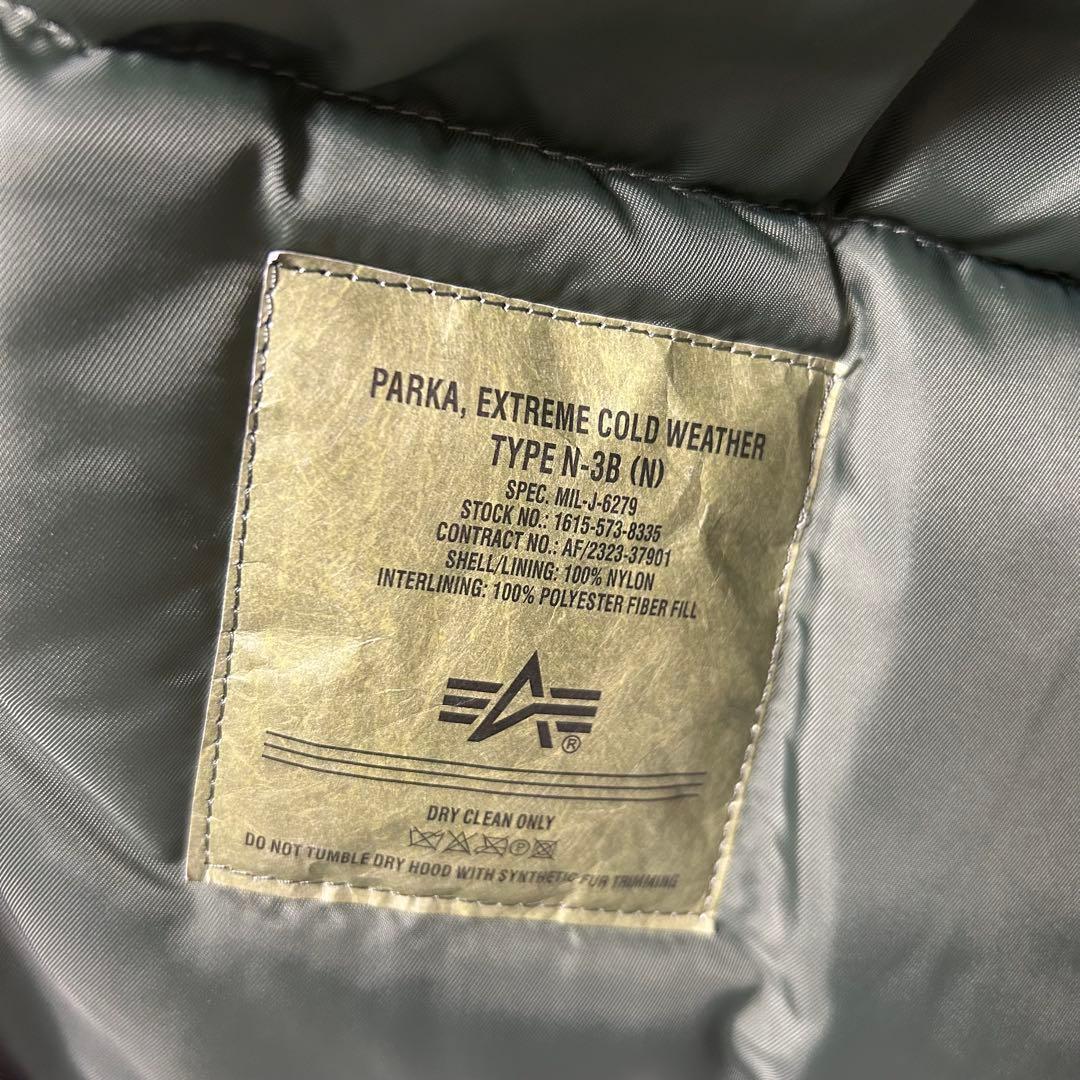 PARKA, EXTREME COLD WEATHER
TYPE N-3B (N)
SPEC. MIL-J-6279
STOCK NO.: 1615-573-8335
CONTRACT NO.: AF/2323-37901
SHELL/LINING: 100% NYLON
INTERLINING: 100% POLYESTER FIBER FILL
®
DRY CLEAN ONLY
P
DO NOT TUMBLE DRY HOOD WITH SYNTHETIC FUR TRIMMING